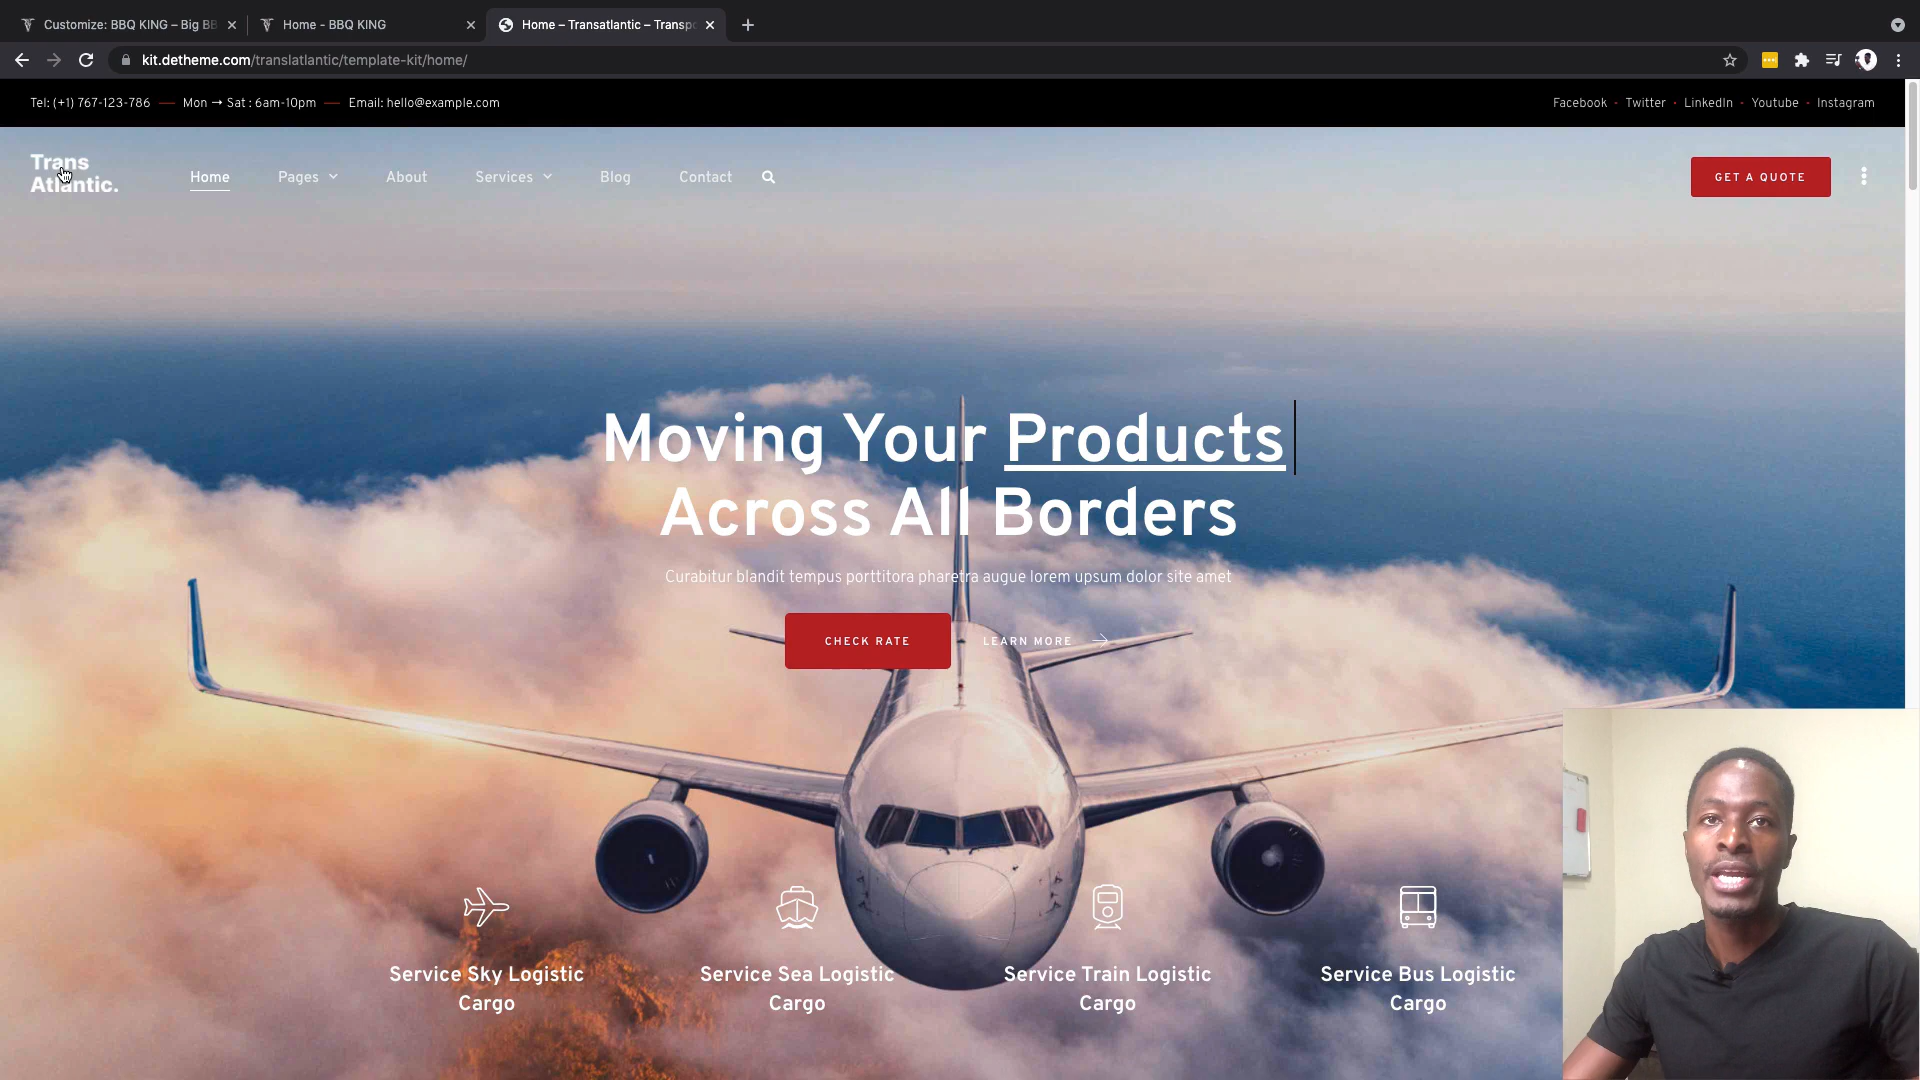 Customize: BBQ KING – Big BB
Home - BBQ KING
Home – Transatlantic – Transpo
kit.detheme.com/translatlantic/template-kit/home/
Tel: (+1) 767-123-786 — Mon → Sat : 6am-10pm — Email: hello@example.com
Facebook - Twitter - LinkedIn - Youtube - Instagram
Trans
Atlantic.
Home
Pages
About
Services
Blog
Contact
GET A QUOTE
Moving Your Products
Across All Borders
Curabitur blandit tempus porttitora pharetra augue lorem upsum dolor site amet
CHECK RATE
LEARN MORE
Service Sky Logistic
Cargo
Service Sea Logistic
Cargo
Service Train Logistic
Cargo
Service Bus Logistic
Cargo